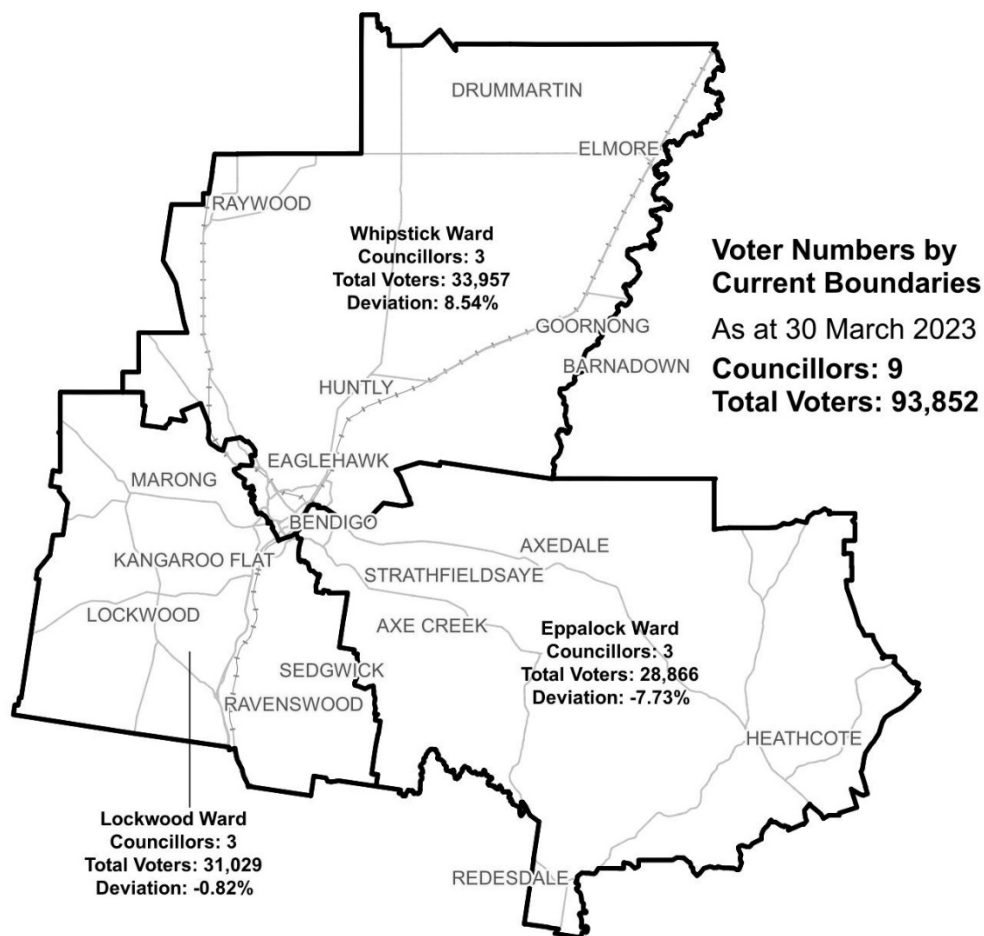 DRUMMARTIN
ELMORE
RAYWOOD
Whipstick Ward
Councillors: 3
Total Voters: 33,957
Deviation: 8.54%
Voter Numbers by
Current Boundaries
As at 30 March 2023
Councillors: 9
Total Voters: 93,852
GOORNONG
BARNADOWN
HUNTLY
EAGLEHAWK
MARONG
BENDIGO
AXEDALE
KANGAROO FLAT
STRATHFIELDSAYE
LOCKWOOD
AXE CREEK
Eppalock Ward
Councillors: 3
Total Voters: 28,866
Deviation: -7.73%
SEDGWICK
RAVENSWOOD
HEATHCOTE
Lockwood Ward
Councillors: 3
Total Voters: 31,029
Deviation: -0.82%
REDESDALE